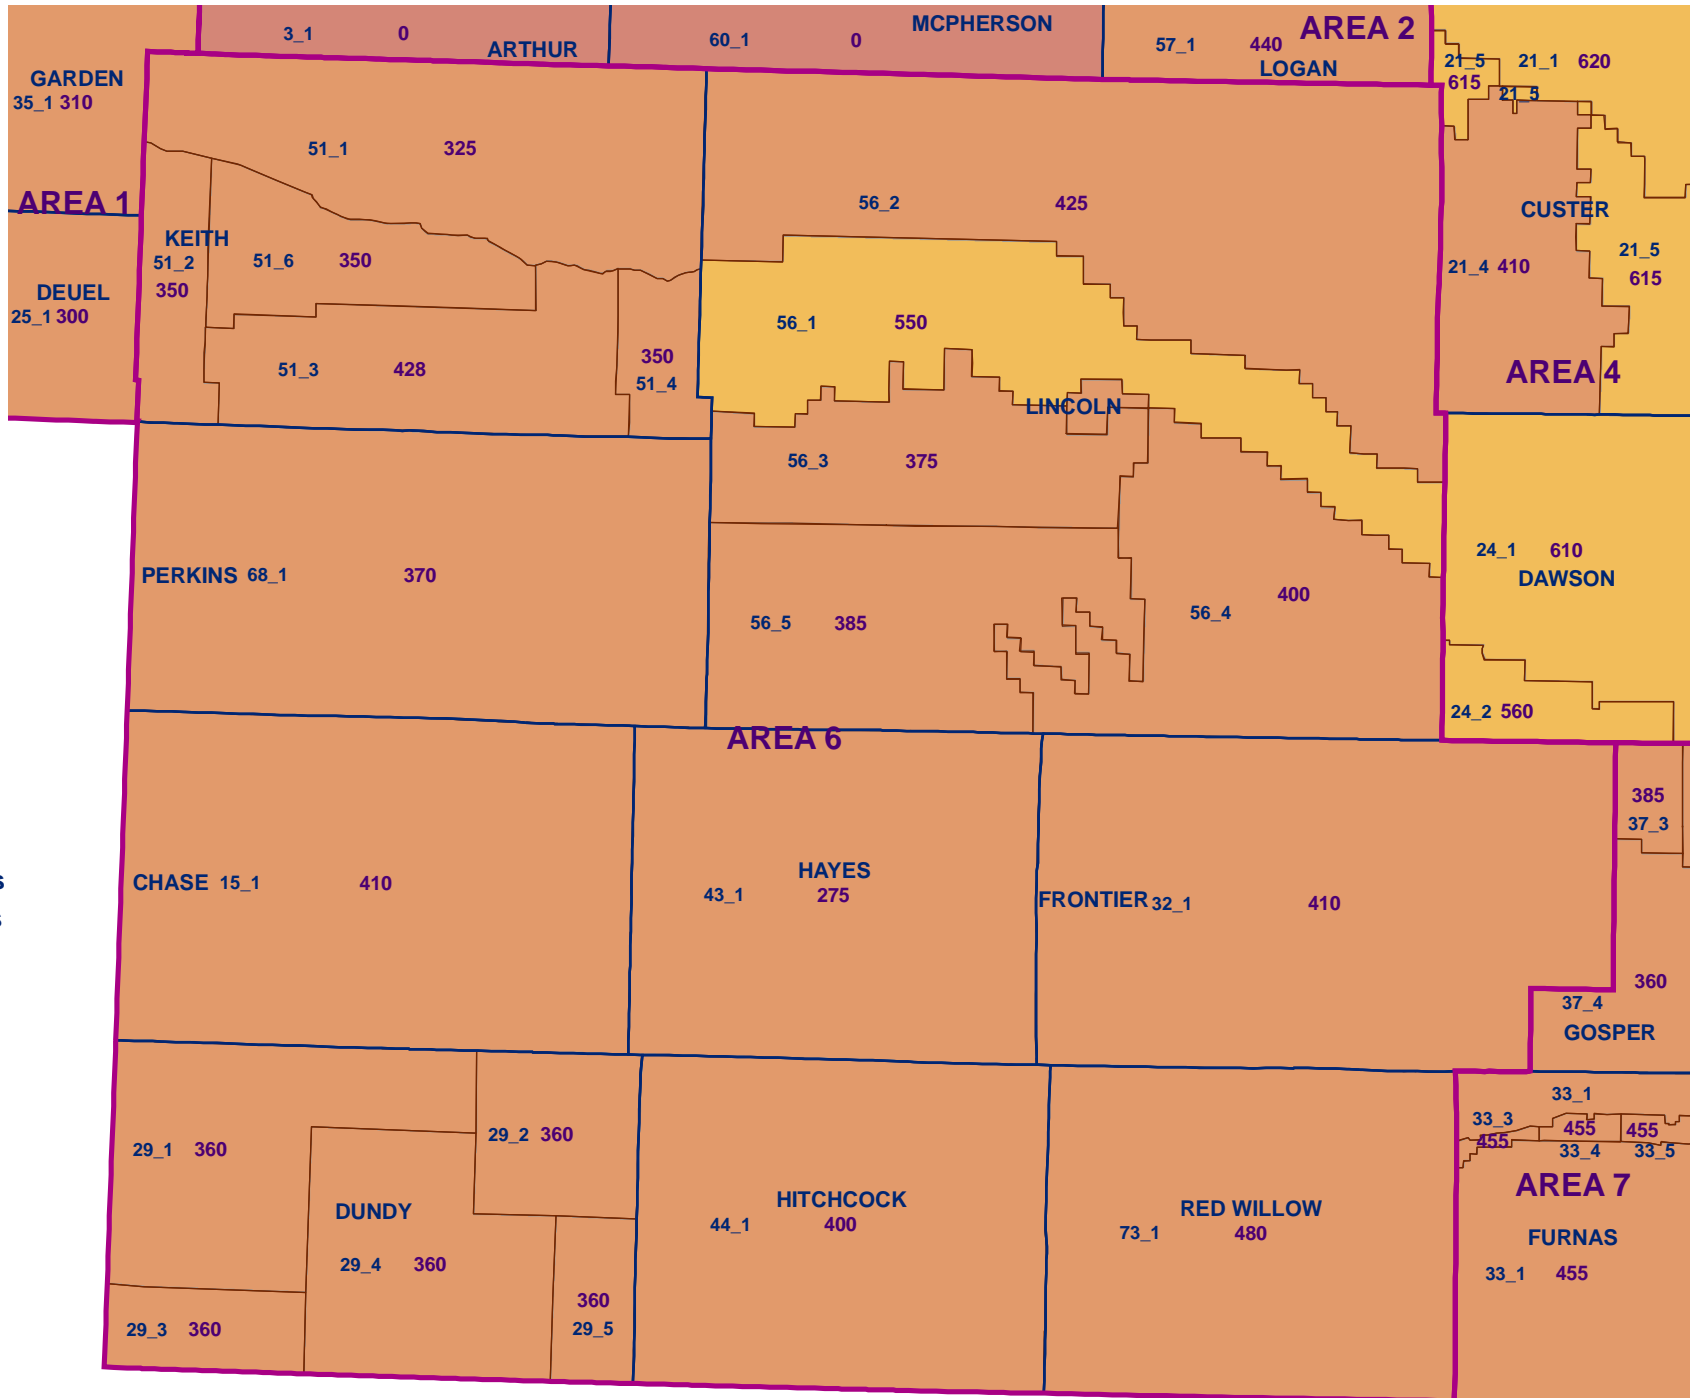 MCPHERSON
AREA 2
3_1 0
ARTHUR
60_1 0
57_1 440
LOGAN
21_5
615
21_1 620
21_5
GARDEN
35_1 310
51_1 325
AREA 1
56_2 425
CUSTER
KEITH
51_2
350
51_6 350
21_4 410
21_5
615
DEUEL
25_1 300
56_1 550
350
51_4
51_3 428
AREA 4
LINCOLN
56_3 375
24_1 610
DAWSON
PERKINS 68_1 370
56_5 385
400
56_4
24_2 560
AREA 6
385
37_3
HAYES
43_1 275
CHASE 15_1 410
FRONTIER 32_1 410
s
s
360
37_4
GOSPER
33_1
33_3
455
455
455
33_4
33_5
29_1 360
29_2 360
AREA 7
DUNDY
29_4 360
HITCHCOCK
44_1 400
RED WILLOW
73_1 480
FURNAS
33_1 455
29_3 360
360
29_5